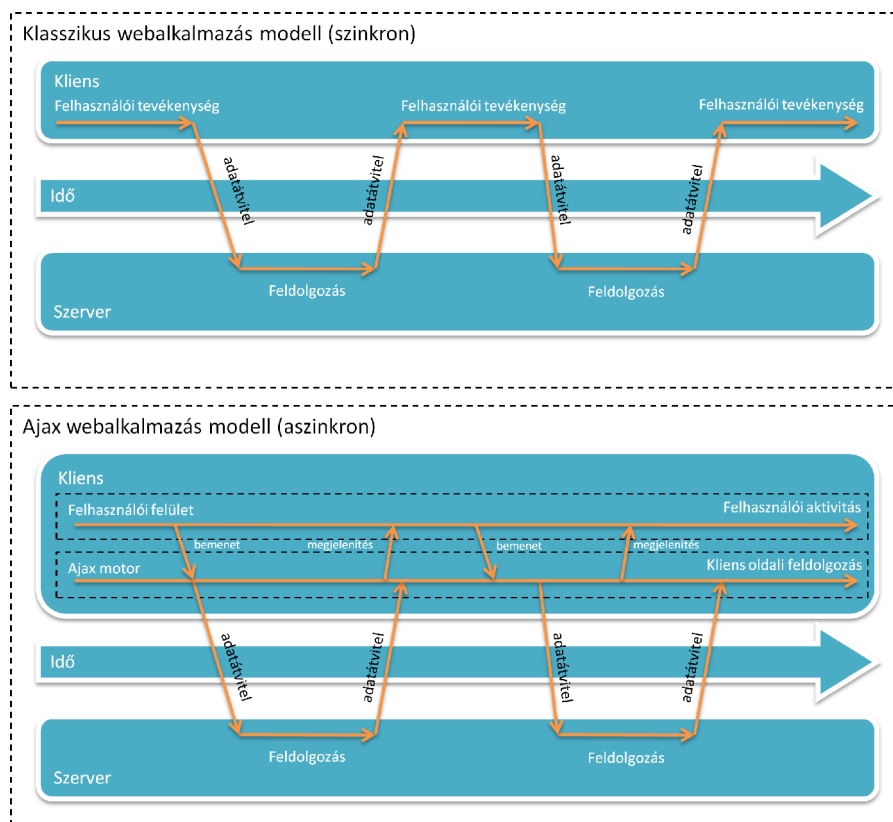 Klasszikus webalkalmazás modell (szinkron)
Kliens
Felhasználói tevékenység
Felhasználói tevékenység
Felhasználói tevékenység
adatátvitel
adatátvitel
adatátvitel
adatátvitel
Idő
Feldolgozás
Feldolgozás
Szerver
Ajax webalkalmazás modell (aszinkron)
Kliens
Felhasználói felület
Felhasználói aktivitás
bemenet
megjelenítés
bemenet
megjelenítés
Ajax motor
Kliens oldali feldolgozás
adatátvitel
adatátvitel
adatátvitel
adatátvitel
Idő
Feldolgozás
Feldolgozás
Szerver